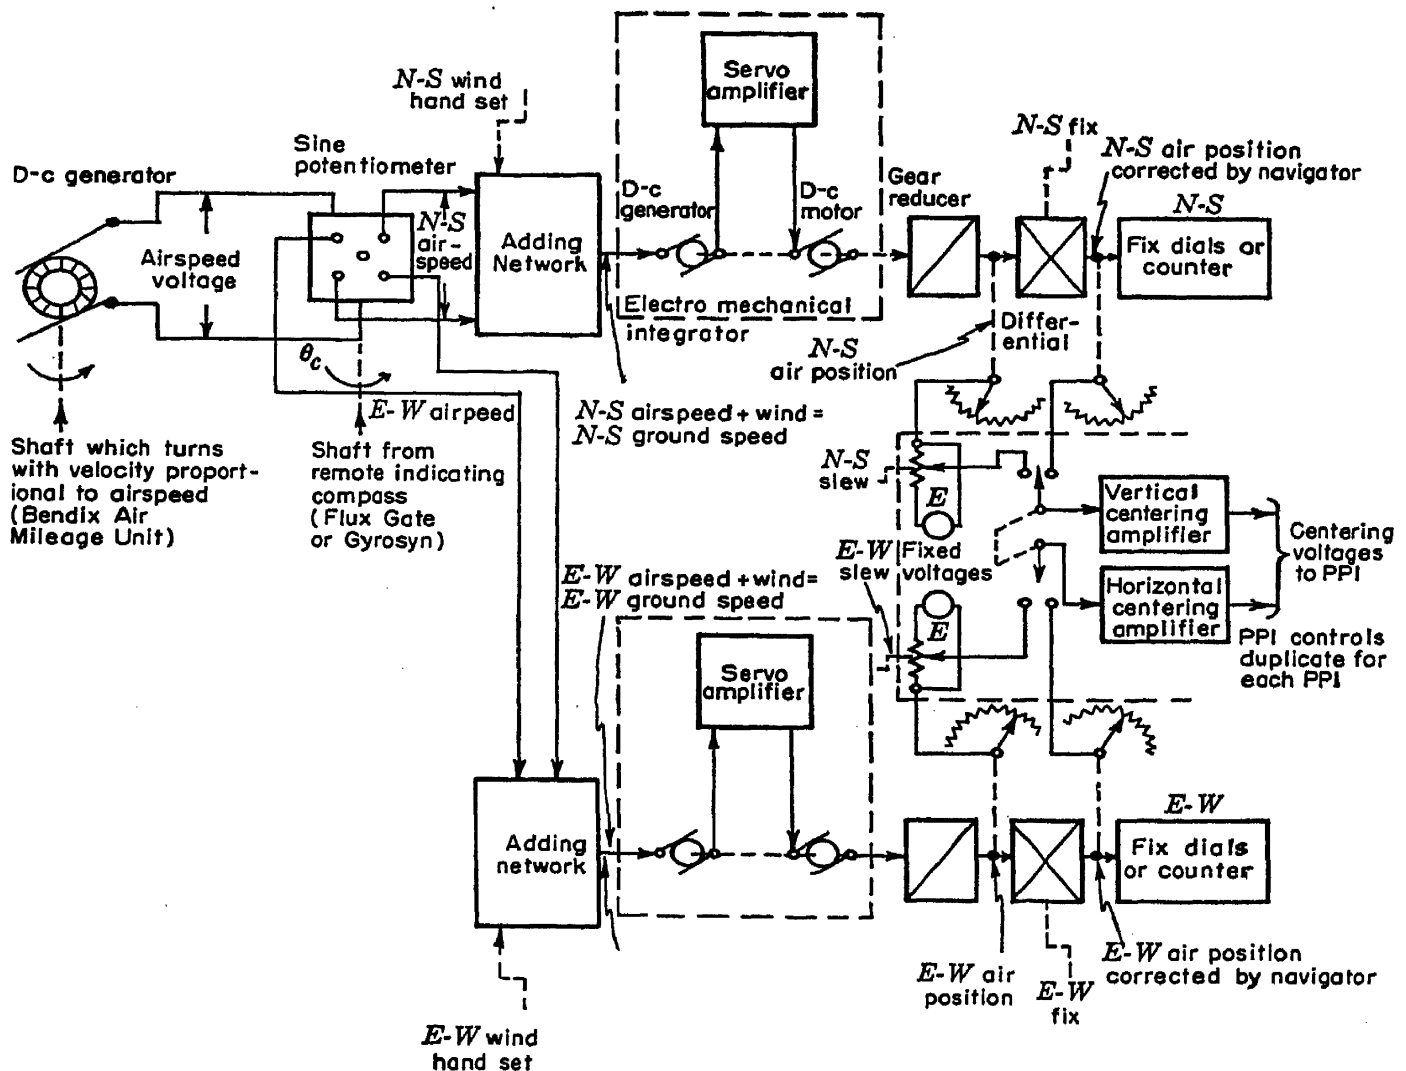 N-S wind
hand set
Servo
amplifier
N-S fix
Sine
potentiometer
D-c generator
N-S air position
corrected by navigator
Gear
reducer
D-c
generator
D-c
motor
N-S
Fix dials or
counter
N-S
air-
speed
Airspeed
voltage
Adding
Network
Electro mechanical
integrator
Differ-
ential
N-S
air position
θc
E-W airpeed
N-S airspeed + wind =
N-S ground speed
Shaft which turns
with velocity proport-
ional to airspeed
(Bendix Air
Mileage Unit)
Shaft from
remote indicating
compass
(Flux Gate
or Gyrosyn)
N-S
slew
E
Vertical
centering
amplifier
Centering
voltages
to PPI
E-W
slew
Fixed
voltages
E
Horizontal
centering
amplifier
PPI controls
duplicate for
each PPI
E-W airspeed +wind=
E-W ground speed
Servo
amplifier
E-W
Fix dials
or counter
Adding
network
E-W air
position
E-W
fix
E-W air position
corrected by navigator
E-W wind
hand set